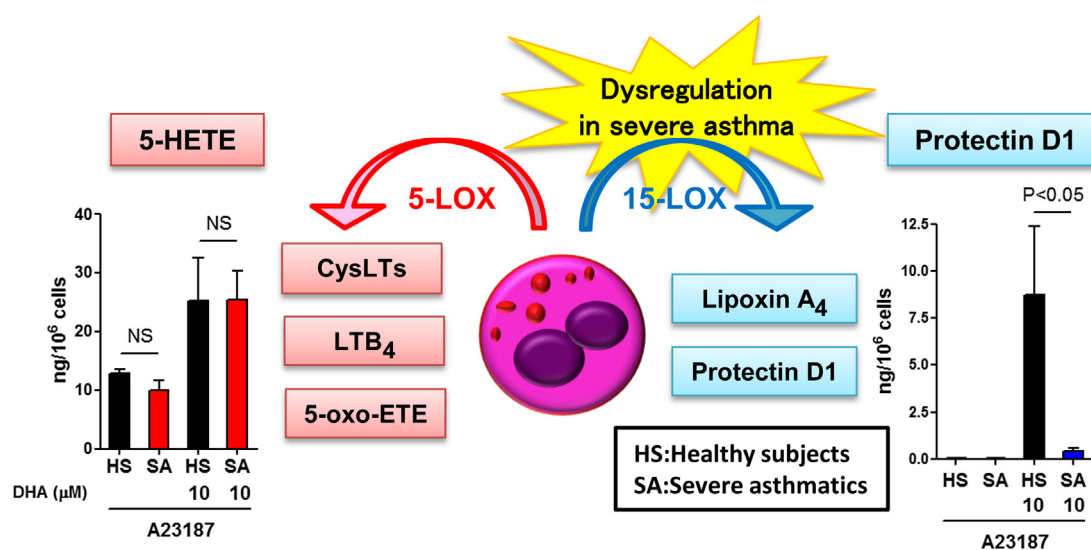 Dysregulation
in severe asthma
5-HETE
Protectin D1
5-LOX
15-LOX
40
30
20
10
0
ng/10⁶ cells
NS
NS
HS
SA
HS
SA
DHA (μM)
10
10
A23187
CysLTs
LTB₄
5-oxo-ETE
Lipoxin A₄
Protectin D1
HS:Healthy subjects
SA:Severe asthmatics
P<0.05
12.5
10.0
7.5
5.0
2.5
0.0
ng/10⁶ cells
HS
SA
HS
SA
10
10
A23187